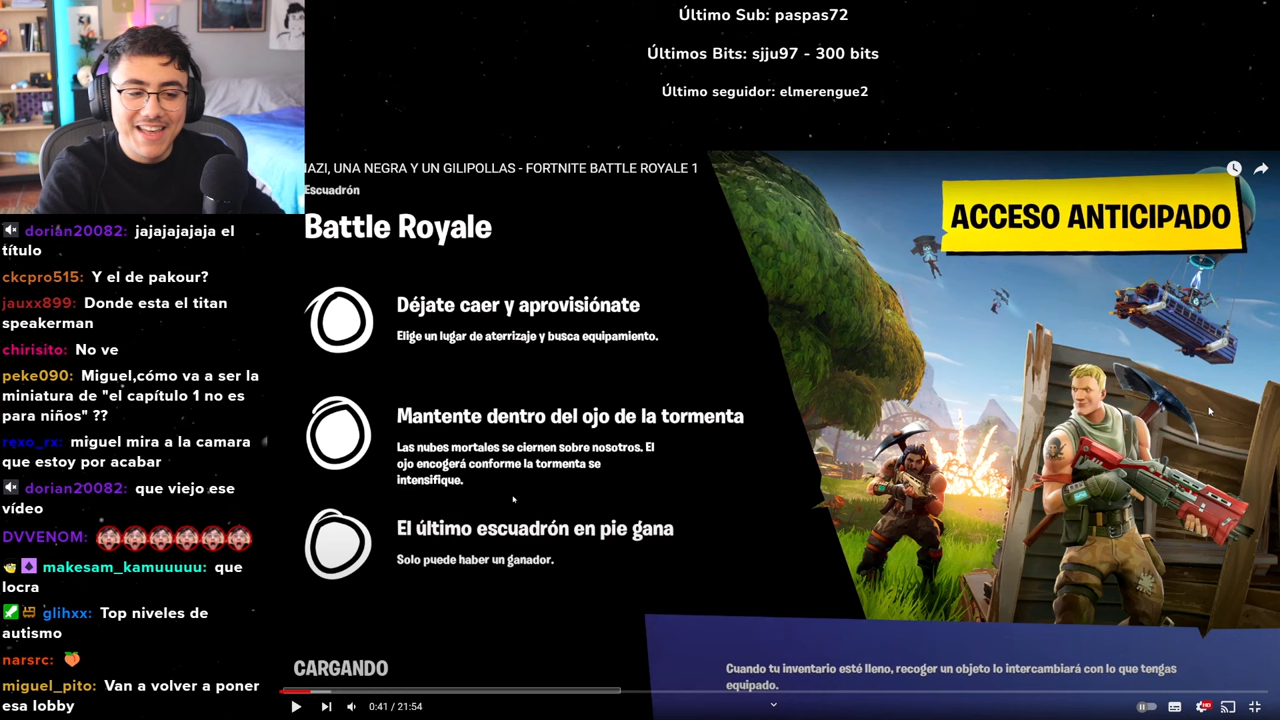 Último Sub: paspas72
Últimos Bits: sjju97 - 300 bits
Último seguidor: elmerengue2
IAZI, UNA NEGRA Y UN GILIPOLLAS - FORTNITE BATTLE ROYALE 1
Escuadrón
Battle Royale
ACCESO ANTICIPADO
Déjate caer y aprovisiónate
Elige un lugar de aterrizaje y busca equipamiento.
Mantente dentro del ojo de la tormenta
Las nubes mortales se ciernen sobre nosotros. El
ojo encogerá conforme la tormenta se
intensifique.
El último escuadrón en pie gana
Solo puede haber un ganador.
CARGANDO
Cuando tu inventario esté lleno, recoger un objeto lo intercambiará con lo que tengas
equipado.
0:41 / 21:54
HD
dorian20082: jajajajajaja el
título
ckcpro515: Y el de pakour?
jauxx899: Donde esta el titan
speakerman
chirisito: No ve
peke090: Miguel,cómo va a ser la
miniatura de "el capítulo 1 no es
para niños" ??
rexo_rx: miguel mira a la camara
que estoy por acabar
dorian20082: que viejo ese
vídeo
DVVENOM:
makesam_kamuuuuu: que
locra
glihxx: Top niveles de
autismo
narsrc:
miguel_pito: Van a volver a poner
esa lobby